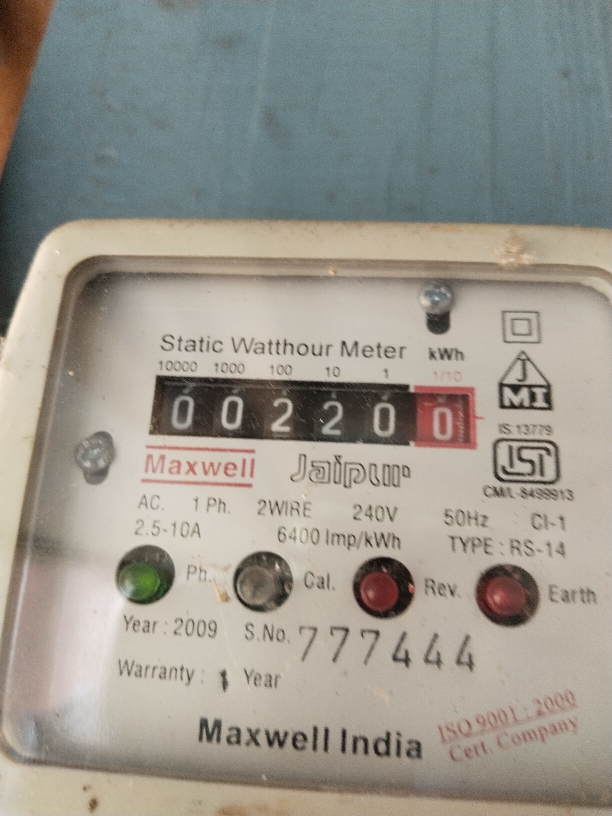 Static Watthour Meter kWh
10000 1000 100 10 1 1/10
0 0 2 2 0 0
J
MI
IS:13779
ISI
CM/L-8499913
Maxwell Jaipur
AC. 1 Ph. 2WIRE 240V 50Hz CI-1
2.5-10A 6400 Imp/kWh TYPE : RS-14
Ph. Cal. Rev. Earth
Year : 2009 S.No. 777444
Warranty : 1 Year
Maxwell India
ISO 9001 : 2000
Cert. Company